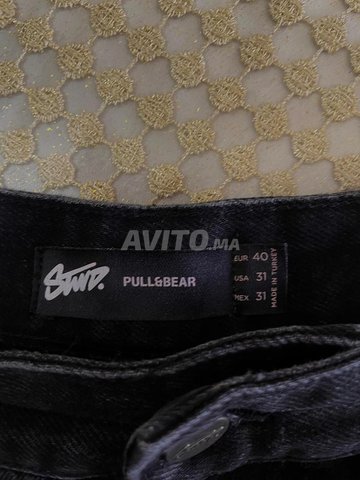 AVITO.MA
STWD.
PULL&BEAR
EUR 40
USA 31
MEX 31
MADE IN TURKEY